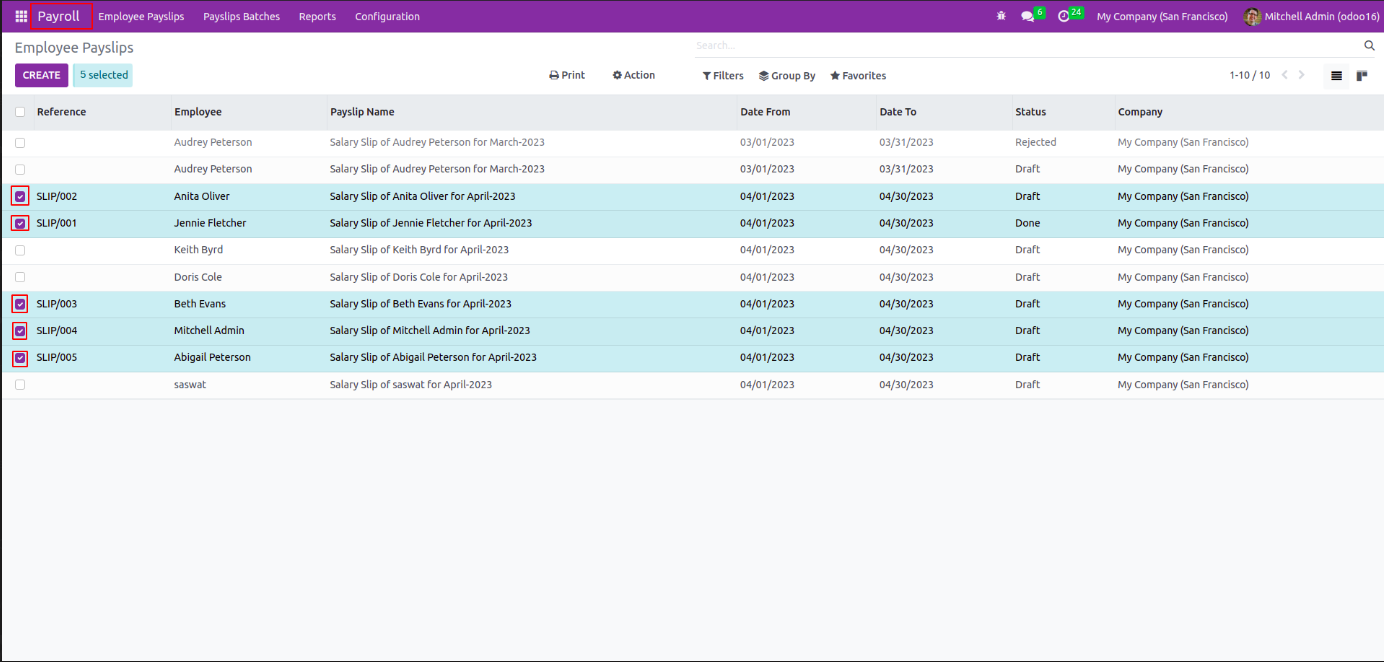 Payroll Employee Payslips Payslips Batches Reports Configuration 6 24 My Company (San Francisco) Mitchell Admin (odoo16)
Employee Payslips Search...
CREATE 5 selected Print Action Filters Group By Favorites 1-10 / 10
Reference Employee Payslip Name Date From Date To Status Company
Audrey Peterson Salary Slip of Audrey Peterson for March-2023 03/01/2023 03/31/2023 Rejected My Company (San Francisco)
Audrey Peterson Salary Slip of Audrey Peterson for March-2023 03/01/2023 03/31/2023 Draft My Company (San Francisco)
SLIP/002 Anita Oliver Salary Slip of Anita Oliver for April-2023 04/01/2023 04/30/2023 Draft My Company (San Francisco)
SLIP/001 Jennie Fletcher Salary Slip of Jennie Fletcher for April-2023 04/01/2023 04/30/2023 Done My Company (San Francisco)
Keith Byrd Salary Slip of Keith Byrd for April-2023 04/01/2023 04/30/2023 Draft My Company (San Francisco)
Doris Cole Salary Slip of Doris Cole for April-2023 04/01/2023 04/30/2023 Draft My Company (San Francisco)
SLIP/003 Beth Evans Salary Slip of Beth Evans for April-2023 04/01/2023 04/30/2023 Draft My Company (San Francisco)
SLIP/004 Mitchell Admin Salary Slip of Mitchell Admin for April-2023 04/01/2023 04/30/2023 Draft My Company (San Francisco)
SLIP/005 Abigail Peterson Salary Slip of Abigail Peterson for April-2023 04/01/2023 04/30/2023 Draft My Company (San Francisco)
saswat Salary Slip of saswat for April-2023 04/01/2023 04/30/2023 Draft My Company (San Francisco)